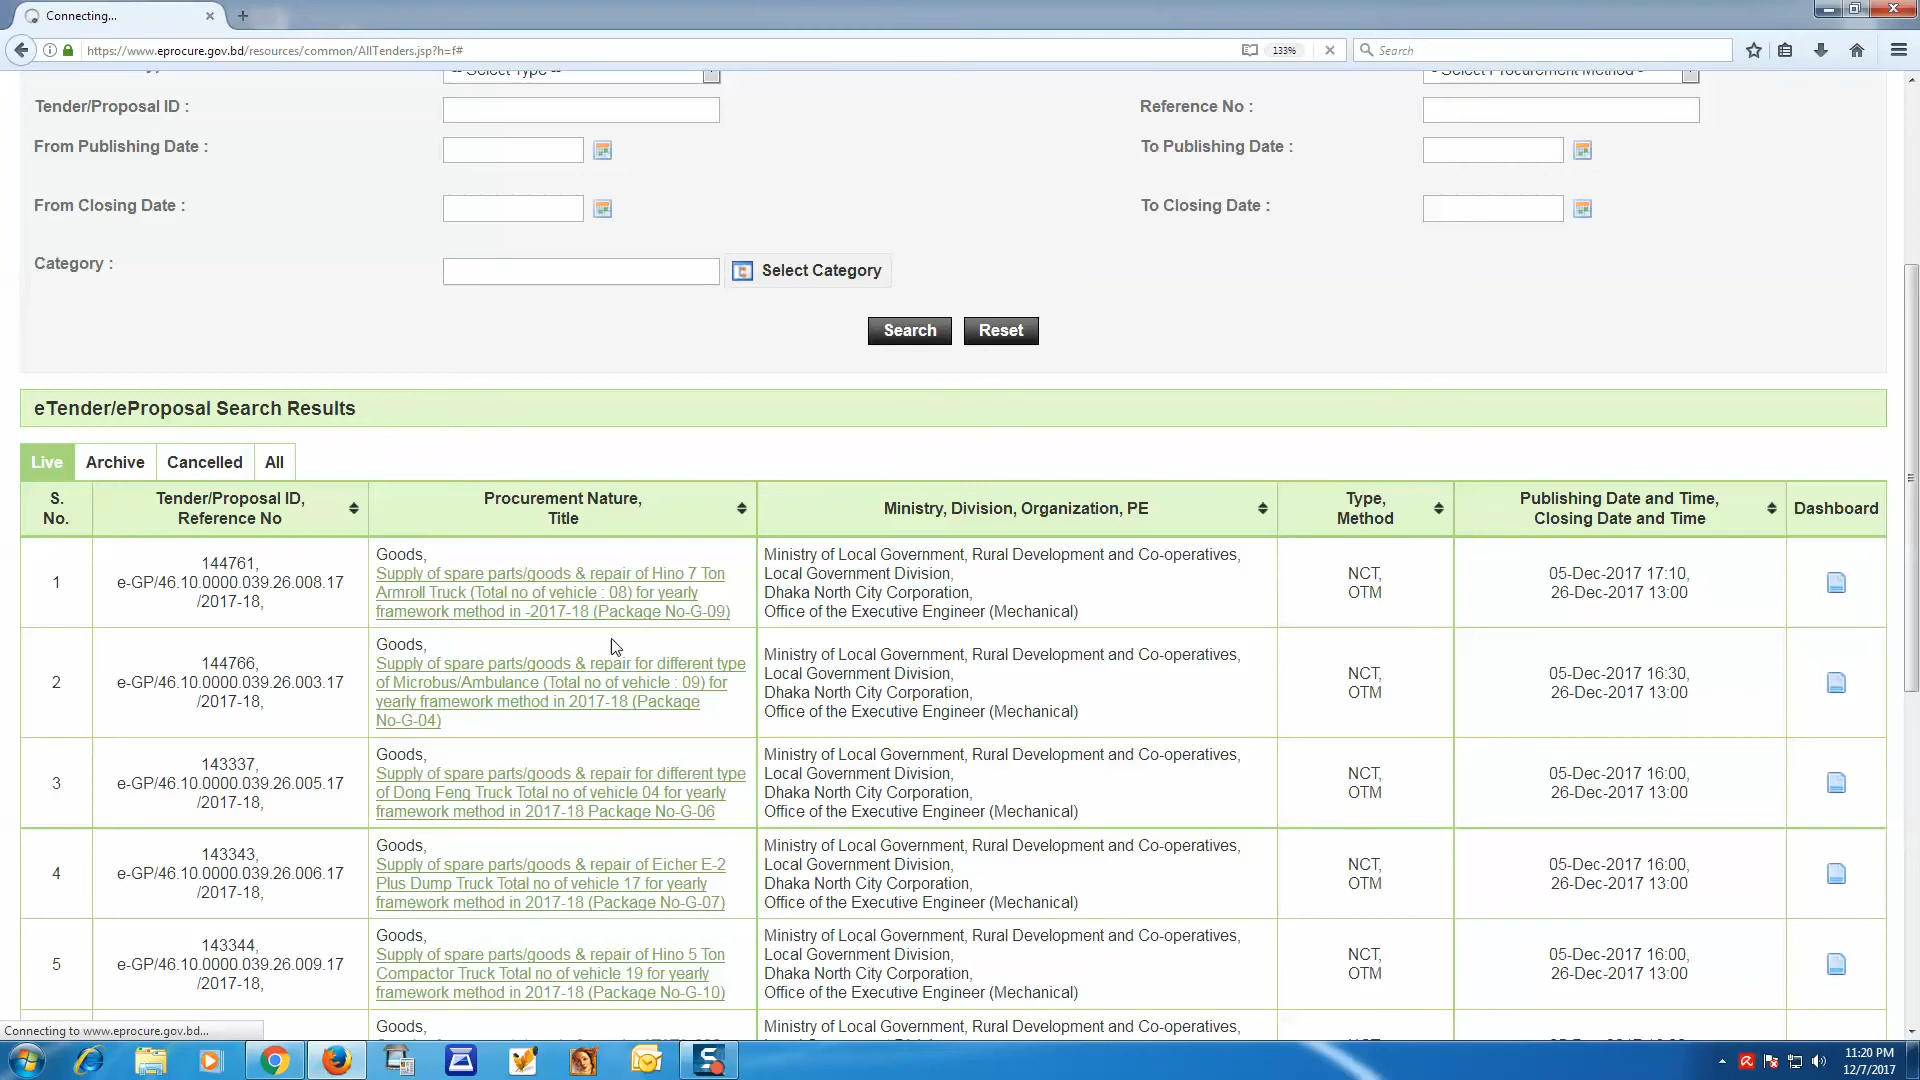 Connecting...
https://www.eprocure.gov.bd/resources/common/AllTenders.jsp?h=f#
133%
Search
-- Select Type --
- Select Procurement Method -
Tender/Proposal ID :
Reference No :
From Publishing Date :
To Publishing Date :
From Closing Date :
To Closing Date :
Category :
Select Category
Search
Reset
eTender/eProposal Search Results
Live
Archive
Cancelled
All
S.
No.
Tender/Proposal ID,
Reference No
Procurement Nature,
Title
Ministry, Division, Organization, PE
Type,
Method
Publishing Date and Time,
Closing Date and Time
Dashboard
1
144761,
e-GP/46.10.0000.039.26.008.17
/2017-18,
Goods,
Supply of spare parts/goods & repair of Hino 7 Ton
Armroll Truck (Total no of vehicle : 08) for yearly
framework method in -2017-18 (Package No-G-09)
Ministry of Local Government, Rural Development and Co-operatives,
Local Government Division,
Dhaka North City Corporation,
Office of the Executive Engineer (Mechanical)
NCT,
OTM
05-Dec-2017 17:10,
26-Dec-2017 13:00
2
144766,
e-GP/46.10.0000.039.26.003.17
/2017-18,
Goods,
Supply of spare parts/goods & repair for different type
of Microbus/Ambulance (Total no of vehicle : 09) for
yearly framework method in 2017-18 (Package
No-G-04)
Ministry of Local Government, Rural Development and Co-operatives,
Local Government Division,
Dhaka North City Corporation,
Office of the Executive Engineer (Mechanical)
NCT,
OTM
05-Dec-2017 16:30,
26-Dec-2017 13:00
3
143337,
e-GP/46.10.0000.039.26.005.17
/2017-18,
Goods,
Supply of spare parts/goods & repair for different type
of Dong Feng Truck Total no of vehicle 04 for yearly
framework method in 2017-18 Package No-G-06
Ministry of Local Government, Rural Development and Co-operatives,
Local Government Division,
Dhaka North City Corporation,
Office of the Executive Engineer (Mechanical)
NCT,
OTM
05-Dec-2017 16:00,
26-Dec-2017 13:00
4
143343,
e-GP/46.10.0000.039.26.006.17
/2017-18,
Goods,
Supply of spare parts/goods & repair of Eicher E-2
Plus Dump Truck Total no of vehicle 17 for yearly
framework method in 2017-18 (Package No-G-07)
Ministry of Local Government, Rural Development and Co-operatives,
Local Government Division,
Dhaka North City Corporation,
Office of the Executive Engineer (Mechanical)
NCT,
OTM
05-Dec-2017 16:00,
26-Dec-2017 13:00
5
143344,
e-GP/46.10.0000.039.26.009.17
/2017-18,
Goods,
Supply of spare parts/goods & repair of Hino 5 Ton
Compactor Truck Total no of vehicle 19 for yearly
framework method in 2017-18 (Package No-G-10)
Ministry of Local Government, Rural Development and Co-operatives,
Local Government Division,
Dhaka North City Corporation,
Office of the Executive Engineer (Mechanical)
NCT,
OTM
05-Dec-2017 16:00,
26-Dec-2017 13:00
Goods,
Ministry of Local Government, Rural Development and Co-operatives,
Connecting to www.eprocure.gov.bd...
11:20 PM
12/7/2017